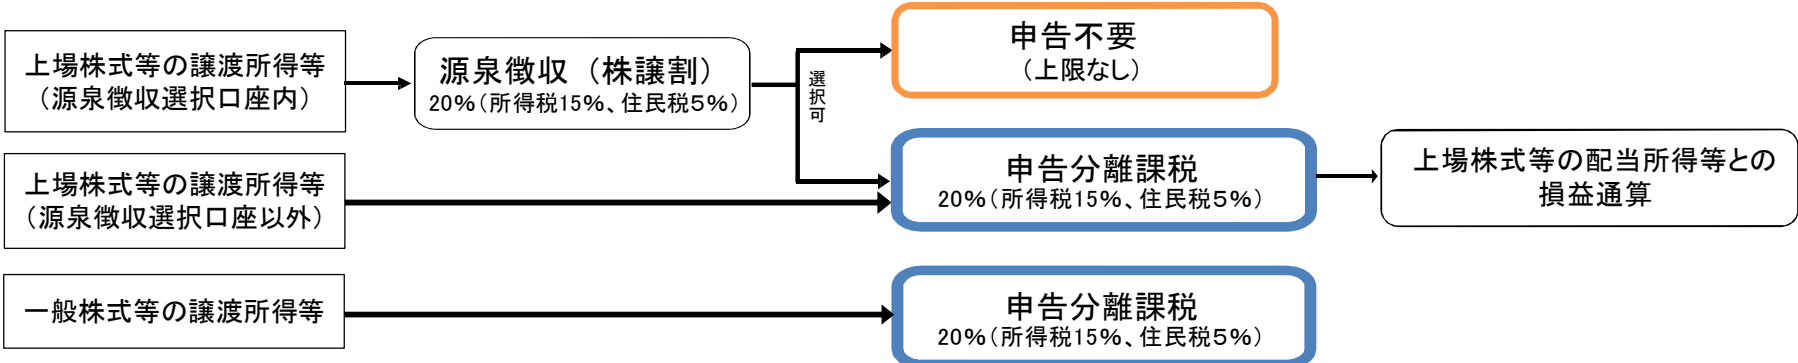 上場株式等の譲渡所得等
（源泉徴収選択口座内）
源泉徴収（株譲割）
20%（所得税15%、住民税5%）
選択可
申告不要
（上限なし）
上場株式等の譲渡所得等
（源泉徴収選択口座以外）
申告分離課税
20%（所得税15%、住民税5%）
上場株式等の配当所得等との
損益通算
一般株式等の譲渡所得等
申告分離課税
20%（所得税15%、住民税5%）